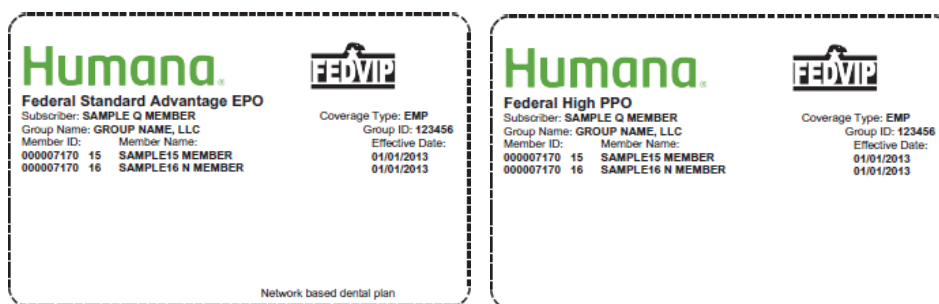 Humana.
FEDVIP
Federal Standard Advantage EPO
Subscriber: SAMPLE Q MEMBER Coverage Type: EMP
Group Name: GROUP NAME, LLC Group ID: 123456
Member ID: Member Name: Effective Date:
000007170 15 SAMPLE15 MEMBER 01/01/2013
000007170 16 SAMPLE16 N MEMBER 01/01/2013
Network based dental plan
Humana.
FEDVIP
Federal High PPO
Subscriber: SAMPLE Q MEMBER Coverage Type: EMP
Group Name: GROUP NAME, LLC Group ID: 123456
Member ID: Member Name: Effective Date:
000007170 15 SAMPLE15 MEMBER 01/01/2013
000007170 16 SAMPLE16 N MEMBER 01/01/2013